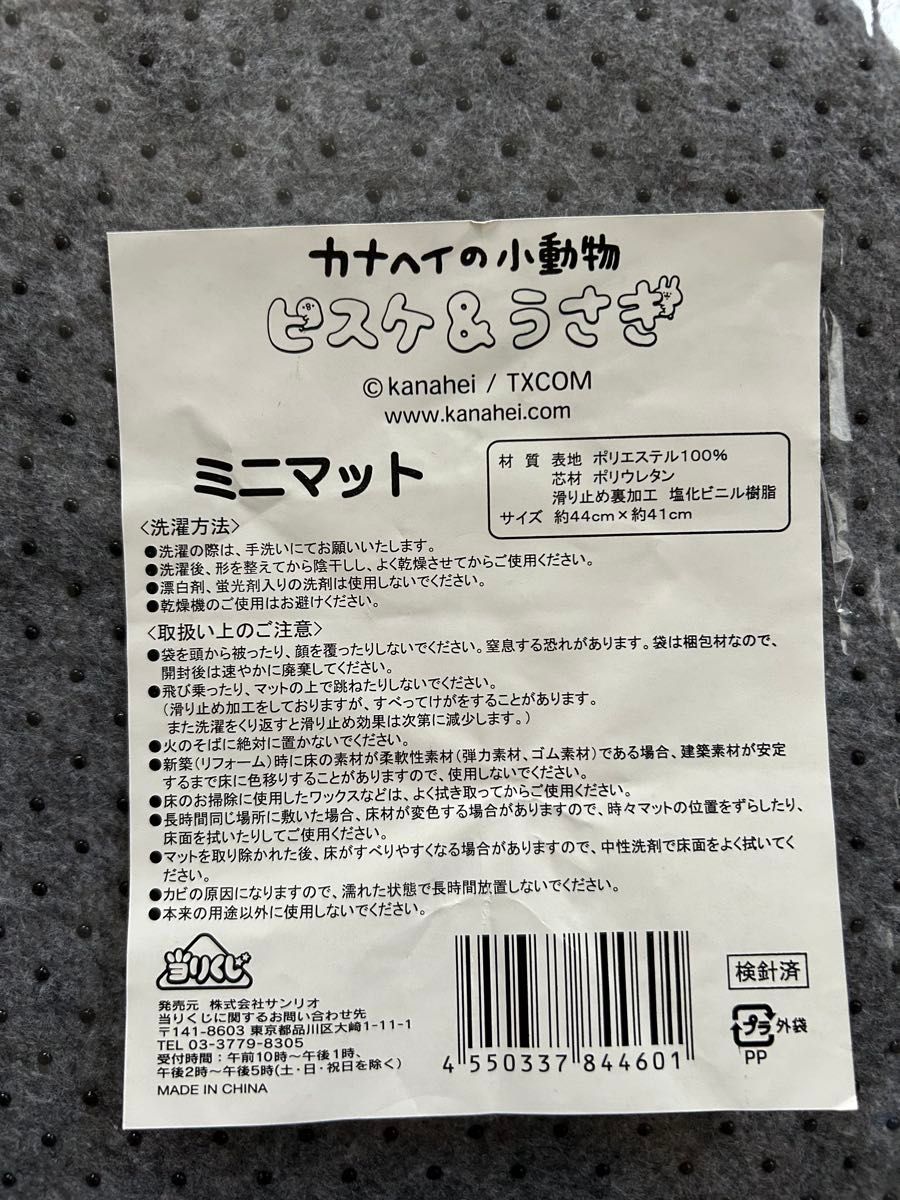 カナヘイの小動物
ピスケ&うさぎ
©kanahei / TXCOM
www.kanahei.com
ミニマット
材 質 表地 ポリエステル100%
芯材 ポリウレタン
滑り止め裏加工 塩化ビニル樹脂
サイズ 約44cm×約41cm
〈洗濯方法〉
●洗濯の際は、手洗いにてお願いいたします。
●洗濯後、形を整えてから陰干しし、よく乾燥させてからご使用ください。
●漂白剤、蛍光剤入りの洗剤は使用しないでください。
●乾燥機のご使用はお避けください。
〈取扱い上のご注意〉
●袋を頭から被ったり、顔を覆ったりしないでください。窒息する恐れがあります。袋は梱包材なので、
開封後は速やかに廃棄してください。
●飛び乗ったり、マットの上で跳ねたりしないでください。
(滑り止め加工をしておりますが、すべってけがをすることがあります。
また洗濯をくり返すと滑り止め効果は次第に減少します。)
●火のそばに絶対に置かないでください。
●新築(リフォーム)時に床の素材が柔軟性素材(弾力素材、ゴム素材)である場合、建築素材が安定
するまで床に色移りすることがありますので、使用しないでください。
●床のお掃除に使用したワックスなどは、よく拭き取ってからご使用ください。
●長時間同じ場所に敷いた場合、床材が変色する場合がありますので、時々マットの位置をずらしたり、
床面を拭いたりしてご使用ください。
●マットを取り除かれた後、床がすべりやすくなる場合がありますので、中性洗剤で床面をよく拭いてく
ださい。
●カビの原因になりますので、濡れた状態で長時間放置しないでください。
●本来の用途以外に使用しないでください。
当りくじ
発売元 株式会社サンリオ
当りくじに関するお問い合わせ先
〒141-8603 東京都品川区大崎1-11-1
TEL 03-3779-8305
受付時間:午前10時〜午後1時、
午後2時〜午後5時(土・日・祝日を除く)
MADE IN CHINA
4 550337 844601
検針済
プラ 外袋
PP